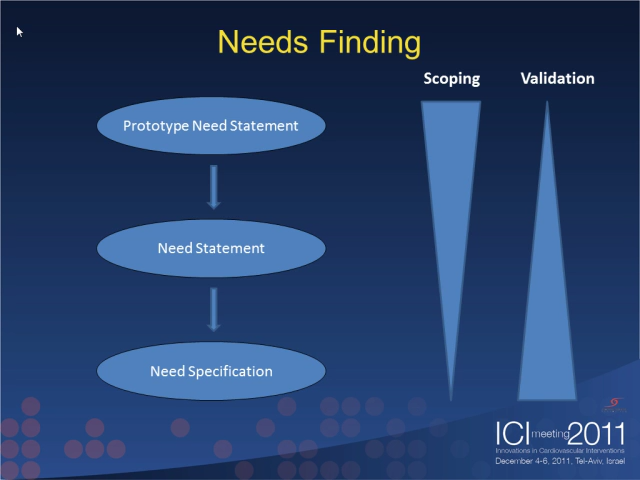 Needs Finding
Scoping
Validation
Prototype Need Statement
Need Statement
Need Specification
ICI meeting 2011
Innovations in Cardiovascular Interventions
December 4-6, 2011, Tel-Aviv, Israel